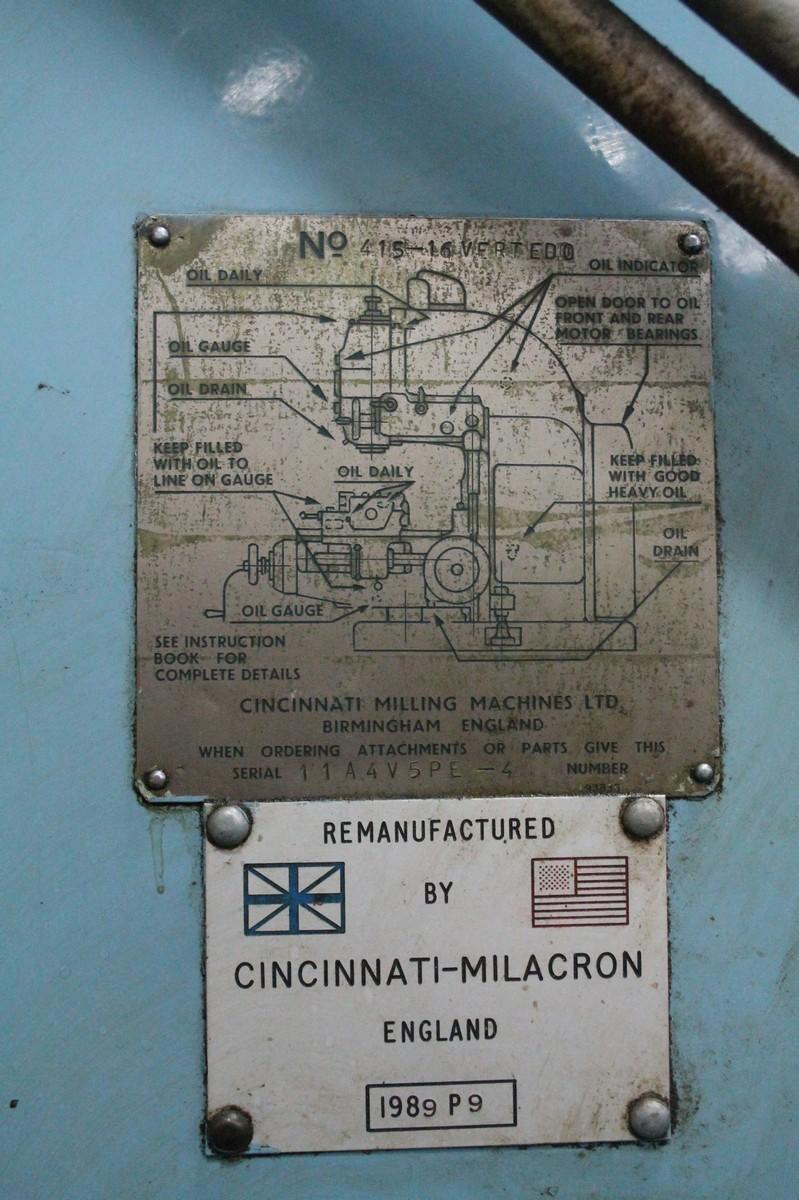 Nº 415-16VERTEDD
OIL DAILY
OIL INDICATOR
OPEN DOOR TO OIL
FRONT AND REAR
MOTOR BEARINGS
OIL GAUGE
OIL DRAIN
KEEP FILLED
WITH OIL TO
LINE ON GAUGE
OIL DAILY
KEEP FILLED
WITH GOOD
HEAVY OIL
OIL
DRAIN
OIL GAUGE
SEE INSTRUCTION
BOOK FOR
COMPLETE DETAILS
CINCINNATI MILLING MACHINES LTD.
BIRMINGHAM ENGLAND
WHEN ORDERING ATTACHMENTS OR PARTS GIVE THIS
SERIAL 11A4V5PE-4 NUMBER
REMANUFACTURED
BY
CINCINNATI-MILACRON
ENGLAND
1989 P9